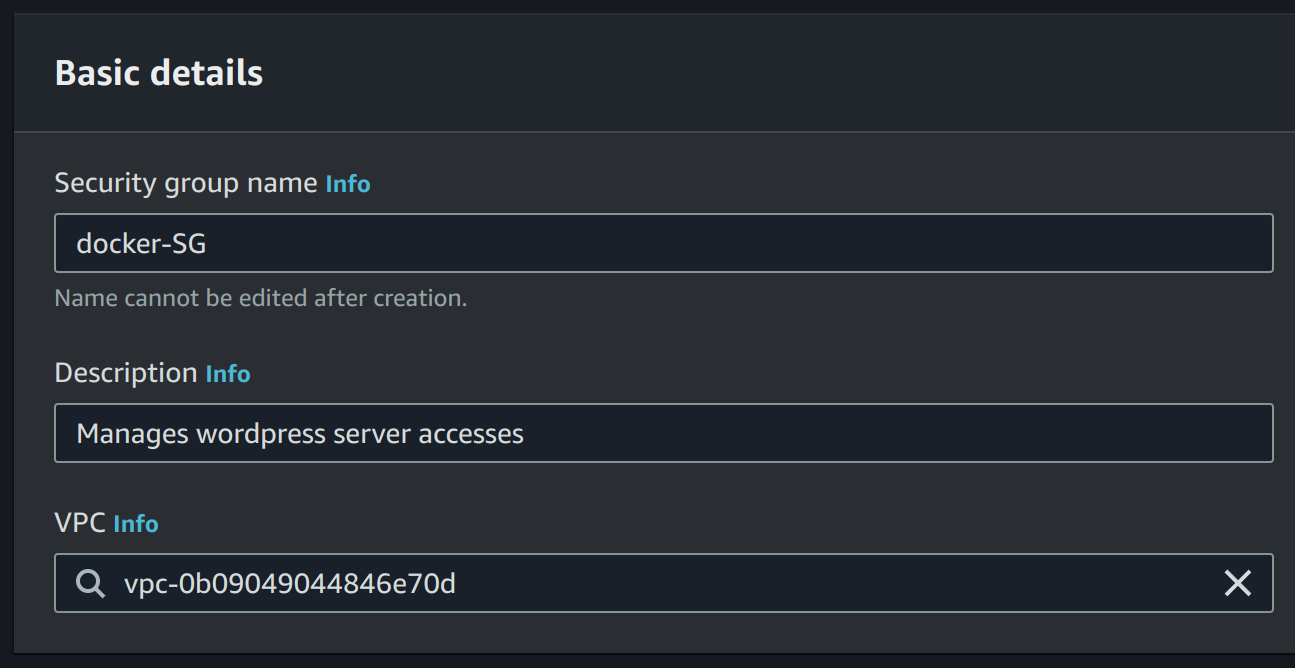 Basic details
Security group name Info
docker-SG
Name cannot be edited after creation.
Description Info
Manages wordpress server accesses
VPC Info
vpc-0b09049044846e70d